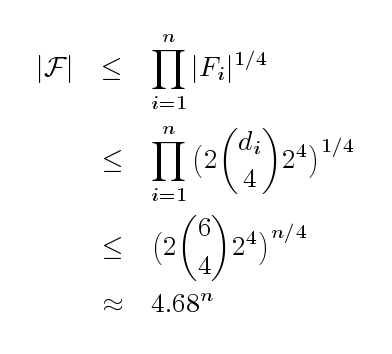 |ℱ| ≤ ∏_{i=1}^{n} |F_i|^{1/4}
≤ ∏_{i=1}^{n} (2\binom{d_i}{4}2^4)^{1/4}
≤ (2\binom{6}{4}2^4)^{n/4}
≈ 4.68^n